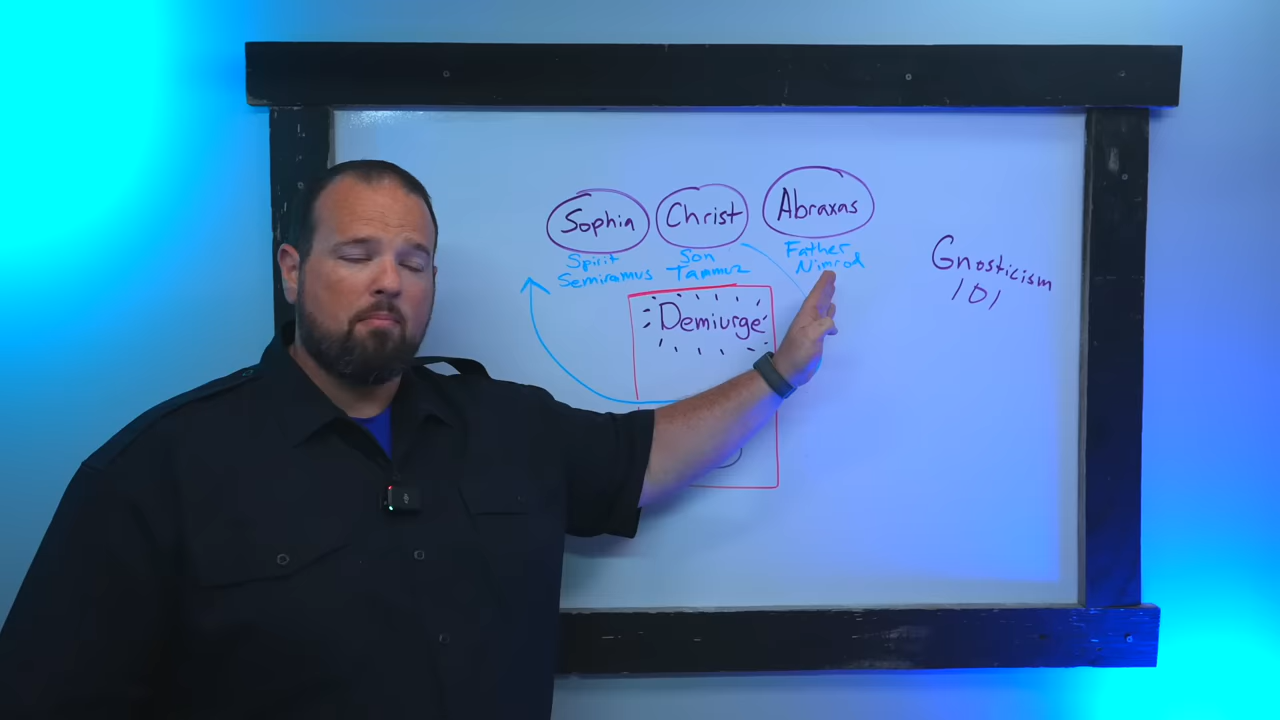 Sophia
Christ
Abraxas
Spirit
Semiramus
Son
Tammuz
Father
Nimrod
Demiurge
Gnosticism
101